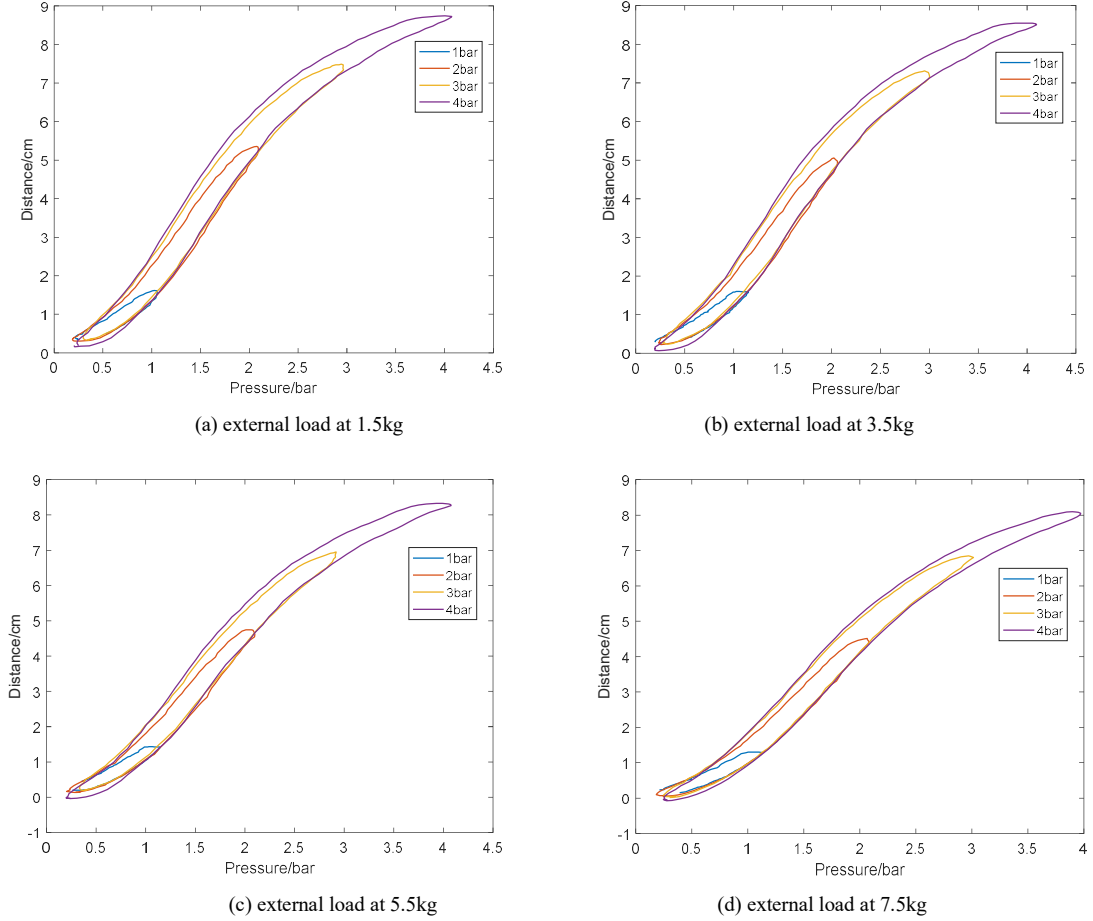 9
8
7
6
5
4
3
2
1
0
Distance/cm
0 0.5 1 1.5 2 2.5 3 3.5 4 4.5
Pressure/bar
1bar
2bar
3bar
4bar
(a) external load at 1.5kg
9
8
7
6
5
4
3
2
1
0
Distance/cm
0 0.5 1 1.5 2 2.5 3 3.5 4 4.5
Pressure/bar
1bar
2bar
3bar
4bar
(b) external load at 3.5kg
9
8
7
6
5
4
3
2
1
0
-1
Distance/cm
0 0.5 1 1.5 2 2.5 3 3.5 4 4.5
Pressure/bar
1bar
2bar
3bar
4bar
(c) external load at 5.5kg
9
8
7
6
5
4
3
2
1
0
-1
Distance/cm
0 0.5 1 1.5 2 2.5 3 3.5 4
Pressure/bar
1bar
2bar
3bar
4bar
(d) external load at 7.5kg